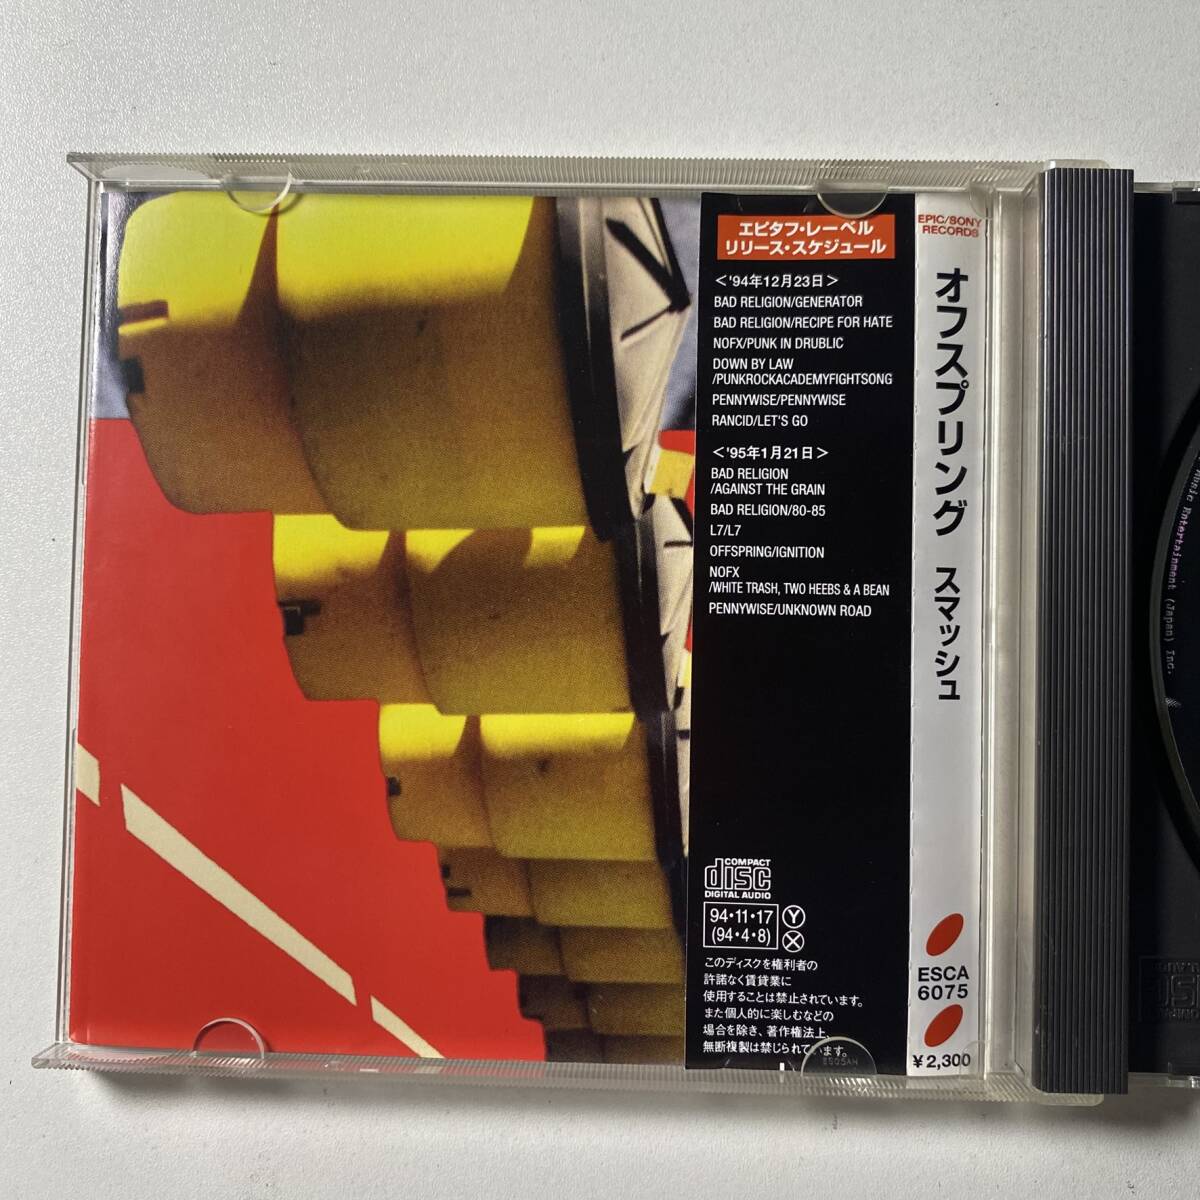 エピタフ・レーベル
リリース・スケジュール
＜'94年12月23日＞
BAD RELIGION/GENERATOR
BAD RELIGION/RECIPE FOR HATE
NOFX/PUNK IN DRUBLIC
DOWN BY LAW
/PUNKROCKACADEMYFIGHTSONG
PENNYWISE/PENNYWISE
RANCID/LET'S GO
＜'95年1月21日＞
BAD RELIGION
/AGAINST THE GRAIN
BAD RELIGION/80-85
L7/L7
OFFSPRING/IGNITION
NOFX
/WHITE TRASH, TWO HEEBS & A BEAN
PENNYWISE/UNKNOWN ROAD
COMPACT
disc
DIGITAL AUDIO
94・11・17 Y
(94・4・8) X
このディスクを権利者の
許諾なく賃貸業に
使用することは禁止されています。
また個人的に楽しむなどの
場合を除き、著作権法上、
無断複製は禁じられています。
EPIC/SONY
RECORDS
オフスプリング スマッシュ
ESCA
6075
¥2,300
Music Entertainment (Japan) Inc.